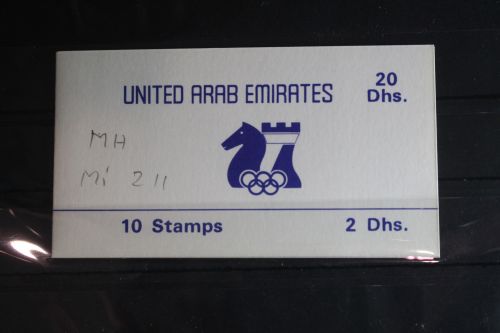 UNITED ARAB EMIRATES
20
Dhs.
MH
Mi 211
10 Stamps
2 Dhs.